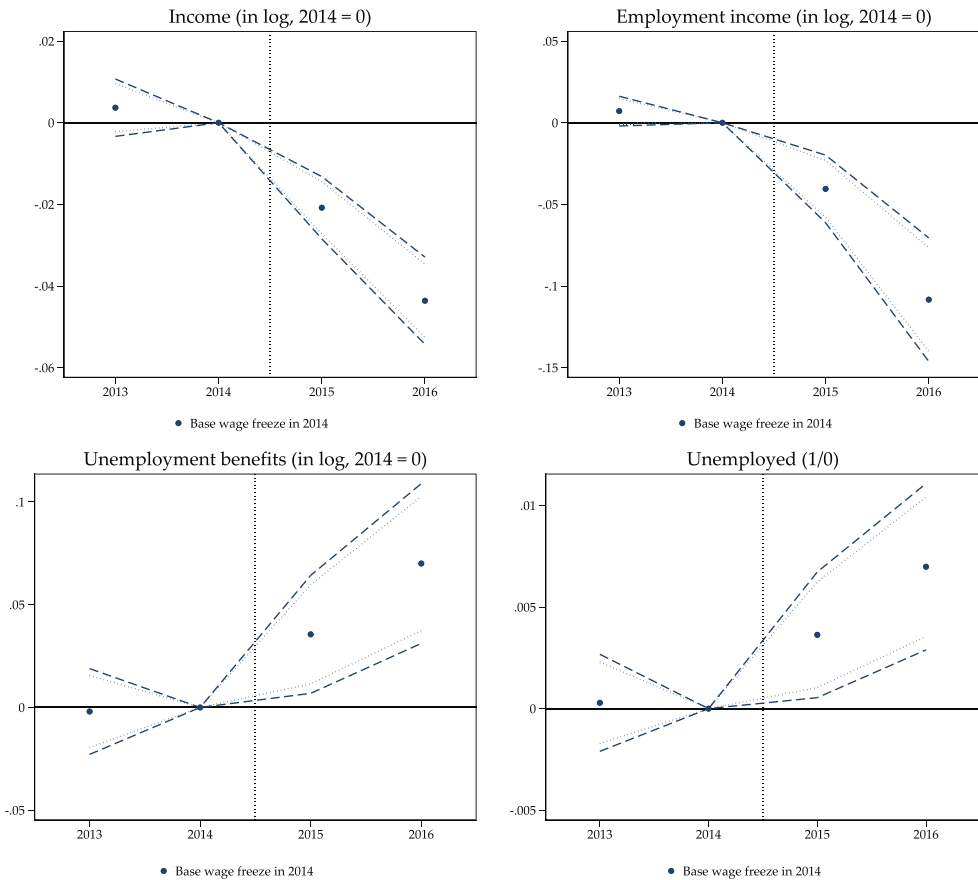 Income (in log, 2014 = 0)
.02
0
-.02
-.04
-.06
2013 2014 2015 2016
Base wage freeze in 2014
Employment income (in log, 2014 = 0)
.05
0
-.05
-.1
-.15
2013 2014 2015 2016
Base wage freeze in 2014
Unemployment benefits (in log, 2014 = 0)
.1
.05
0
-.05
2013 2014 2015 2016
Base wage freeze in 2014
Unemployed (1/0)
.01
.005
0
-.005
2013 2014 2015 2016
Base wage freeze in 2014